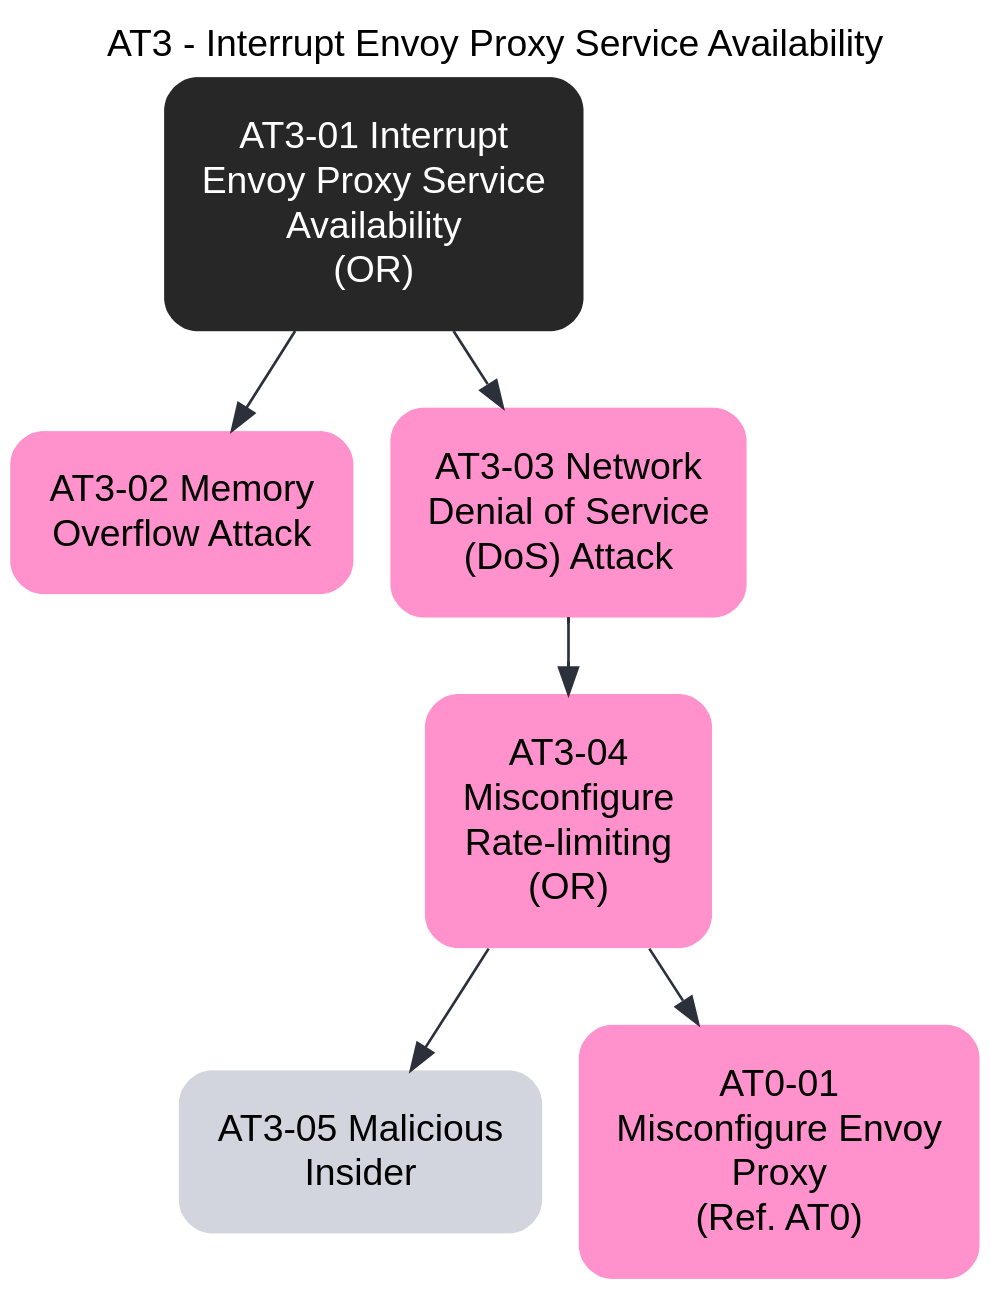 AT3 - Interrupt Envoy Proxy Service Availability
AT3-01 Interrupt
Envoy Proxy Service
Availability
(OR)
AT3-02 Memory
Overflow Attack
AT3-03 Network
Denial of Service
(DoS) Attack
AT3-04
Misconfigure
Rate-limiting
(OR)
AT3-05 Malicious
Insider
AT0-01
Misconfigure Envoy
Proxy
(Ref. AT0)